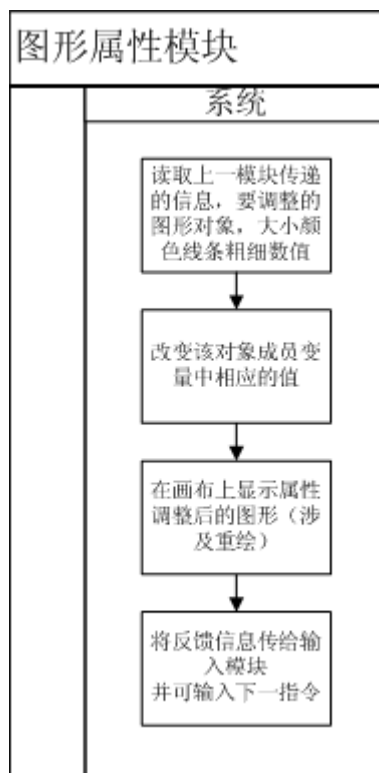 图形属性模块
系统
读取上一模块传递
的信息，要调整的
图形对象，大小颜
色线条粗细数值
改变该对象成员变
量中相应的值
在画布上显示属性
调整后的图形（涉
及重绘）
将反馈信息传给输
入模块
并可输入下一指令